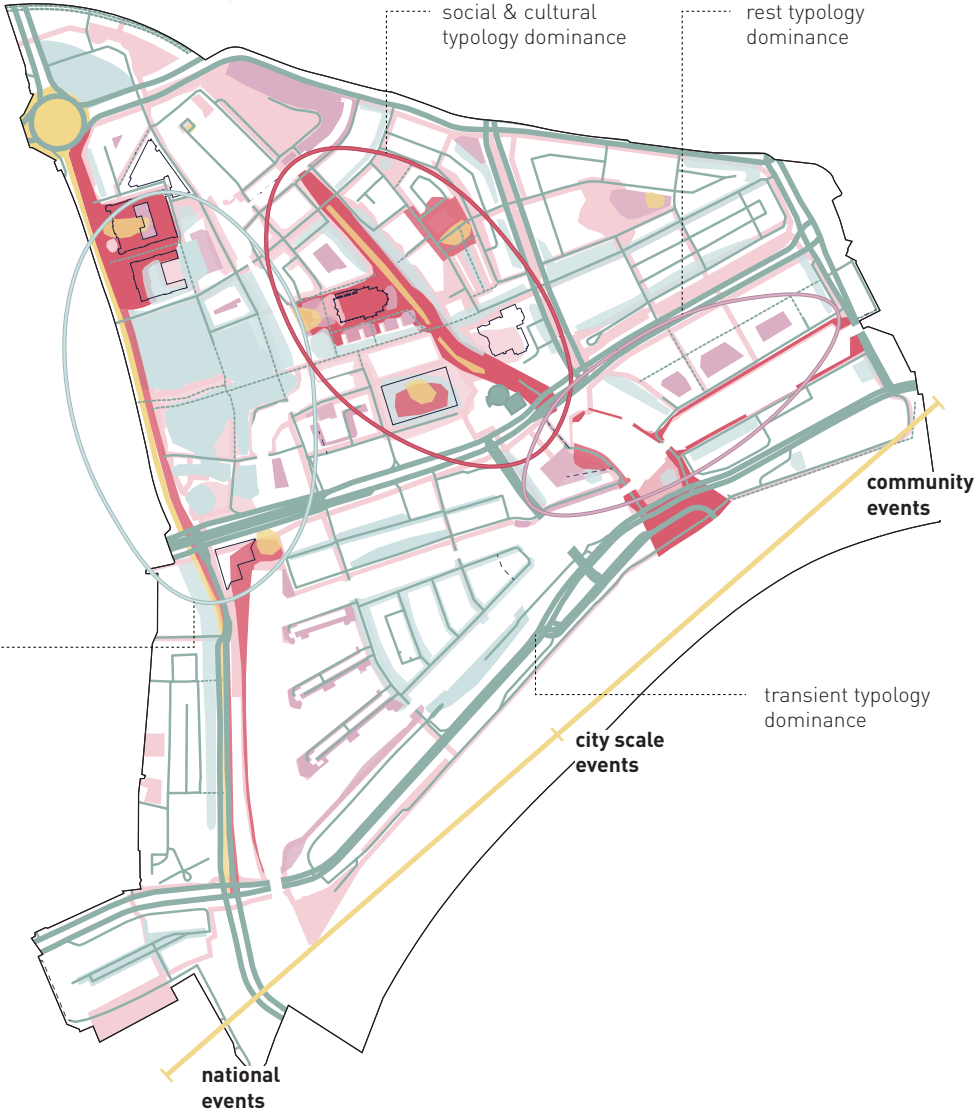 social & cultural
typology dominance
rest typology
dominance
community
events
transient typology
dominance
city scale
events
national
events